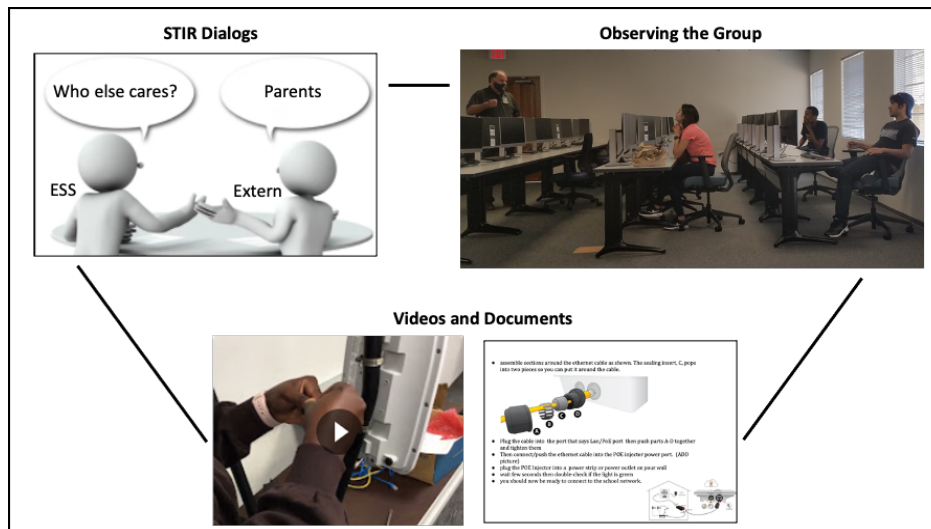 STIR Dialogs
Observing the Group
Who else cares?
Parents
ESS
Extern
Videos and Documents
assemble sections around the ethernet cable as shown. The sealing insert, C, pops
into two pieces so you can put it around the cable.
A
B
C
D
Plug the cable into the port that says Lan/PoE port then push parts A-D together
and tighten them
Then connect/push the ethernet cable into the POE injector power port. (ADD
picture)
plug the POE Injector into a power strip or power outlet on your wall
wait few seconds then double-check if the light is green
you should now be ready to connect to the school network.